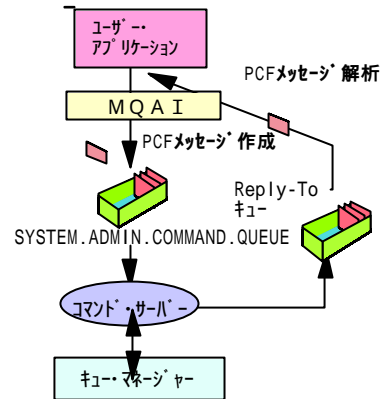 ユーザー・
アプリケーション
PCFメッセージ解析
ＭＱＡＩ
PCFメッセージ作成
Reply-To
キュー
SYSTEM.ADMIN.COMMAND.QUEUE
コマンド・サーバー
キュー・マネージャー